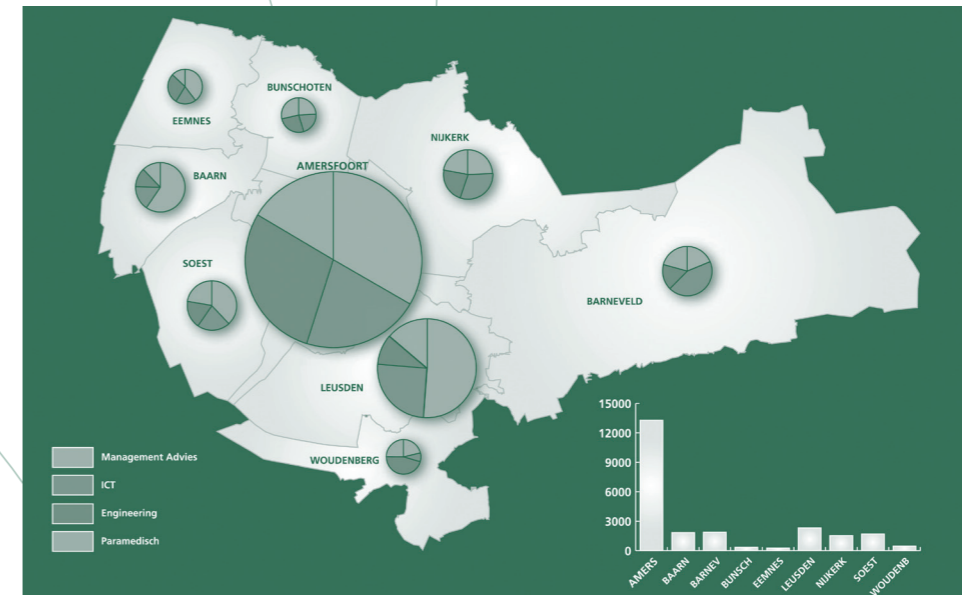 BUNSCHOTEN
EEMNES
NIJKERK
AMERSFOORT
BAARN
SOEST
BARNEVELD
LEUSDEN
WOUDENBERG
Management Advies
ICT
Engineering
Paramedisch
15000
12000
9000
6000
3000
0
AMERS
BAARN
BARNEV
BUNSCH
EEMNES
LEUSDEN
NIJKERK
SOEST
WOUDENB